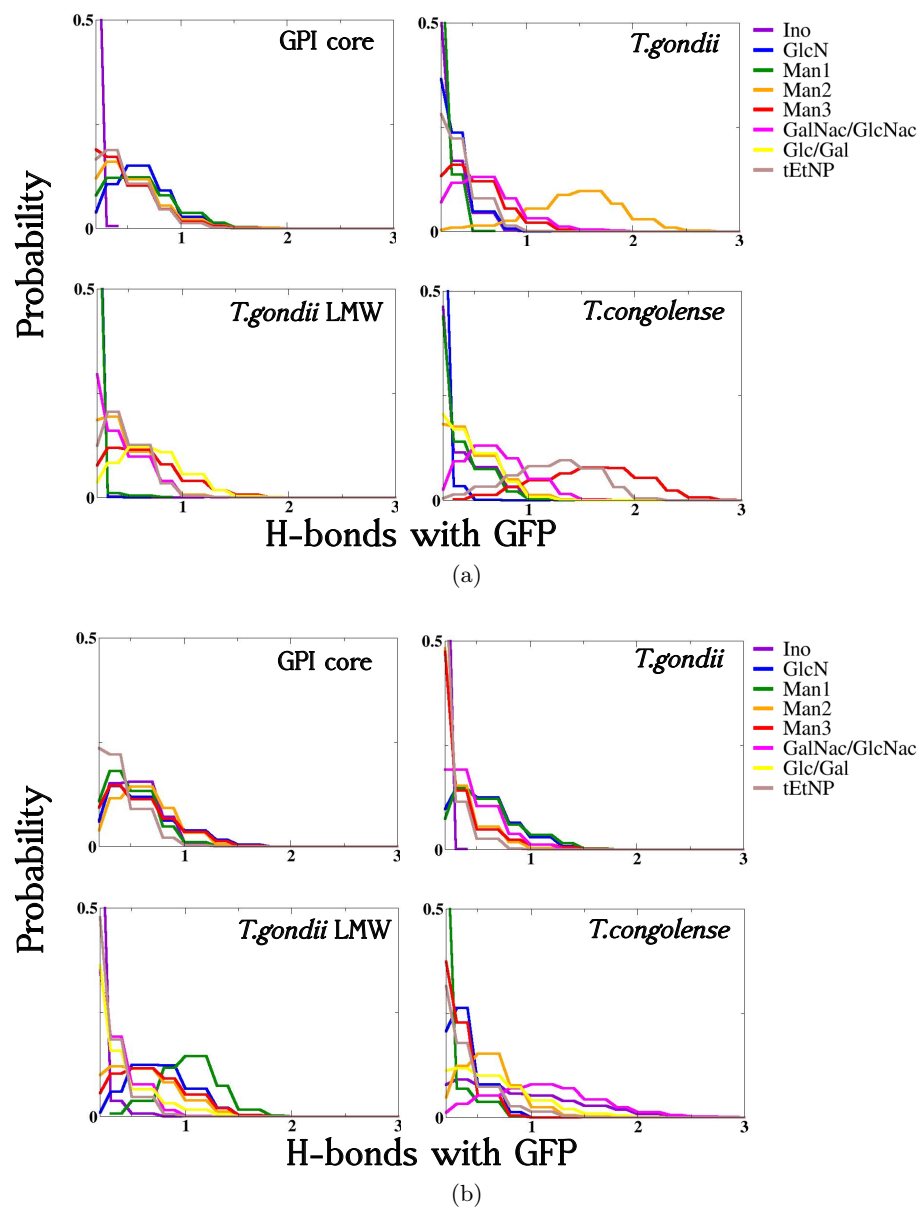 0.5
GPI core
0
1
2
3
0.5
T.gondii
0
1
2
3
Ino
GlcN
Man1
Man2
Man3
GalNac/GlcNac
Glc/Gal
tEtNP
Probability
0.5
T.gondii LMW
0
1
2
3
0.5
T.congolense
0
1
2
3
H-bonds with GFP
(a)
0.5
GPI core
0
1
2
3
0.5
T.gondii
0
1
2
3
Ino
GlcN
Man1
Man2
Man3
GalNac/GlcNac
Glc/Gal
tEtNP
Probability
0.5
T.gondii LMW
0
1
2
3
0.5
T.congolense
0
1
2
3
H-bonds with GFP
(b)